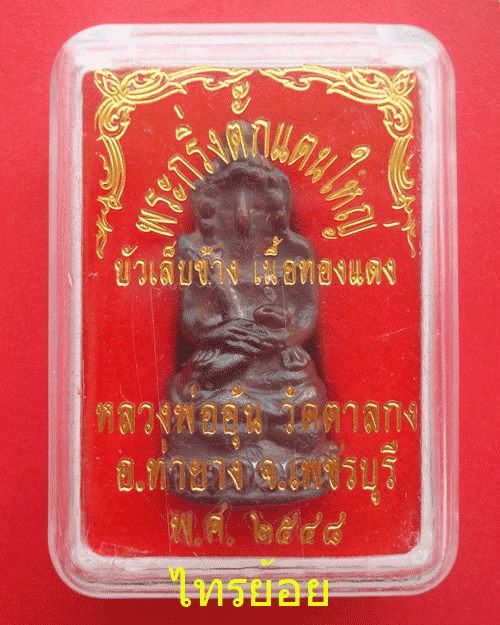 พระกริ่งตั๊กแตนใหญ่
บัวเล็บช้าง เนื้อทองแดง
หลวงพ่ออุ้น วัดตาลกง
อ.ท่ายาง จ.เพชรบุรี
พ.ศ. ๒๕๔๘
ไทรย้อย